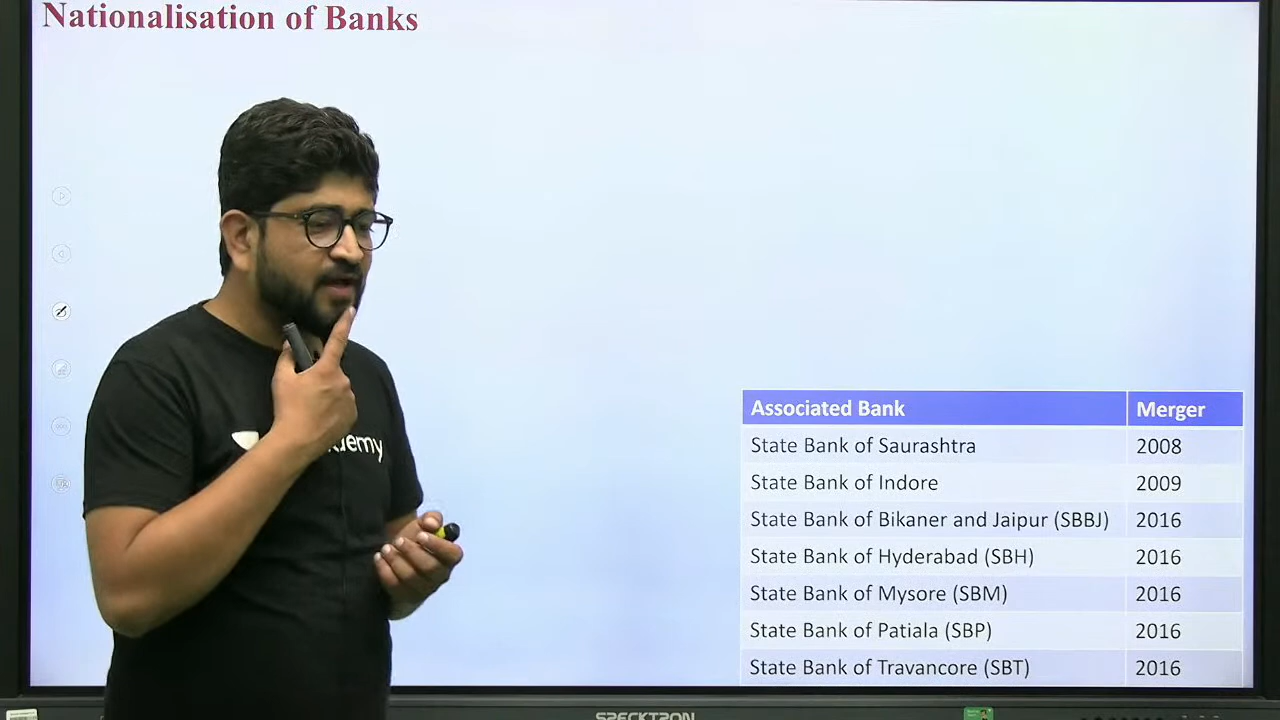 Nationalisation of Banks
Associated Bank Merger
State Bank of Saurashtra 2008
State Bank of Indore 2009
State Bank of Bikaner and Jaipur (SBBJ) 2016
State Bank of Hyderabad (SBH) 2016
State Bank of Mysore (SBM) 2016
State Bank of Patiala (SBP) 2016
State Bank of Travancore (SBT) 2016
SPECKTRON